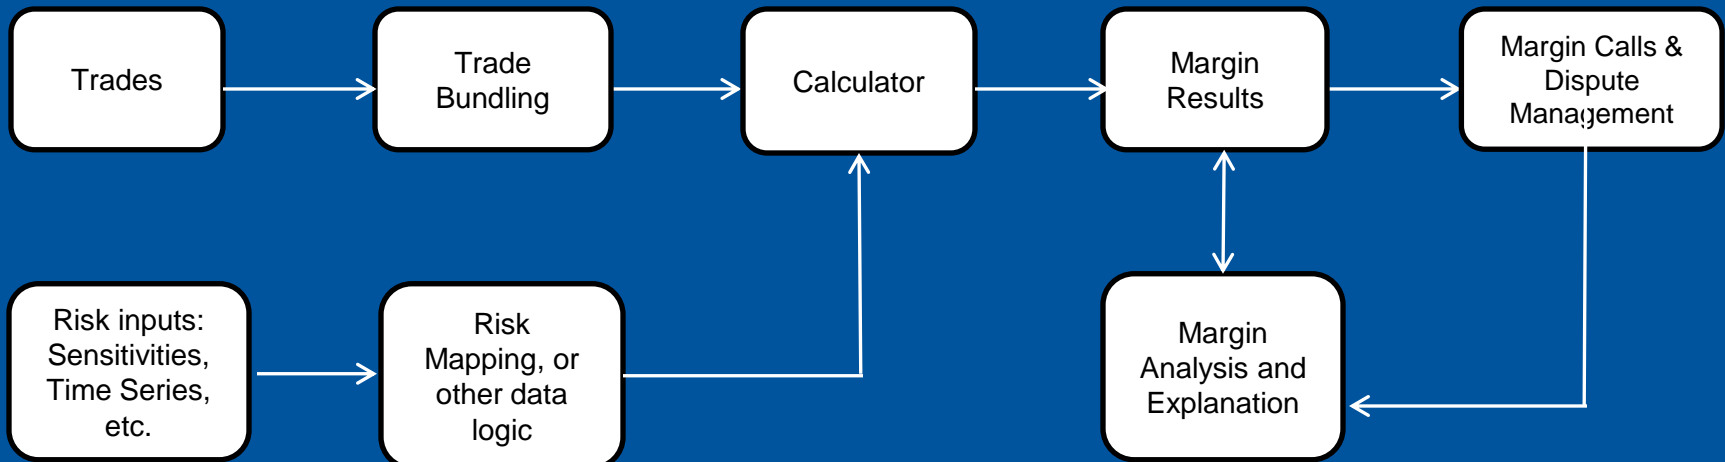 Trades
Trade
Bundling
Calculator
Margin
Results
Margin Calls &
Dispute
Management
Risk inputs:
Sensitivities,
Time Series,
etc.
Risk
Mapping, or
other data
logic
Margin
Analysis and
Explanation